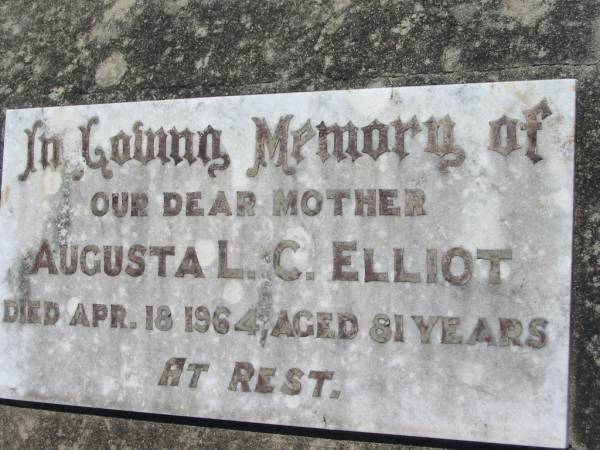 In Loving Memory of
OUR DEAR MOTHER
AUGUSTA L. C. ELLIOT
DIED APR. 18 1964 AGED 81 YEARS
AT REST.